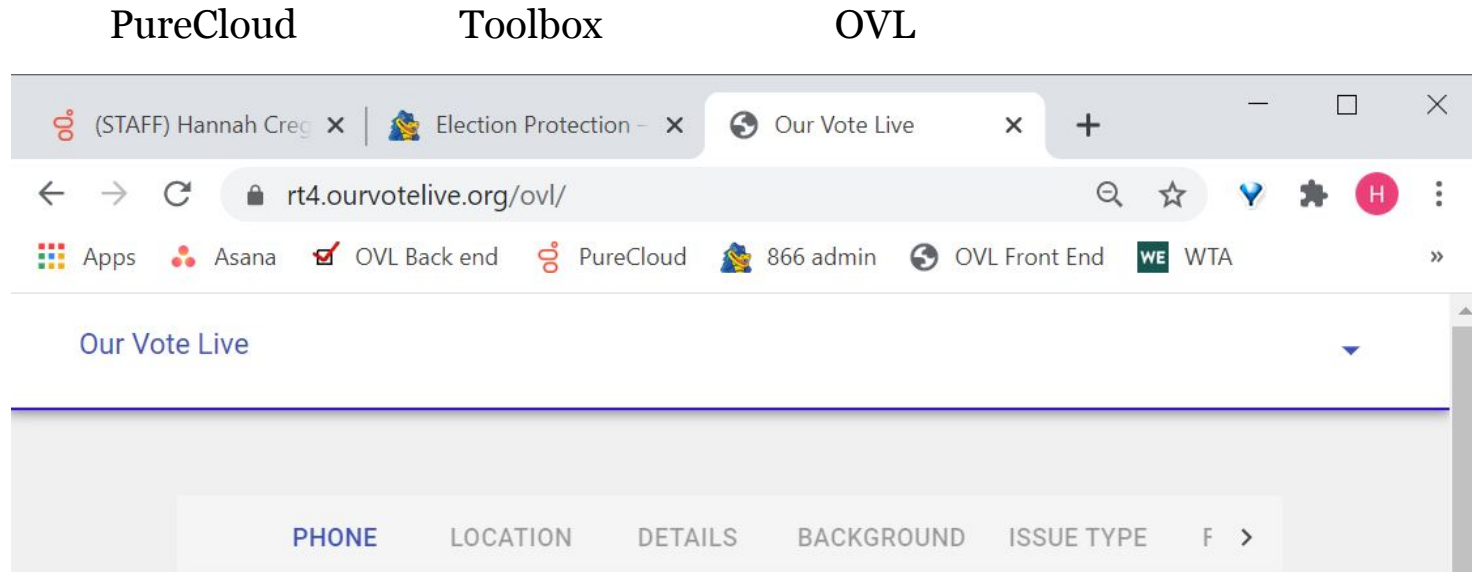 PureCloud Toolbox OVL
(STAFF) Hannah Creg Election Protection – Our Vote Live
rt4.ourvotelive.org/ovl/ H
Apps Asana OVL Back end PureCloud 866 admin OVL Front End WE WTA »
Our Vote Live
PHONE LOCATION DETAILS BACKGROUND ISSUE TYPE F